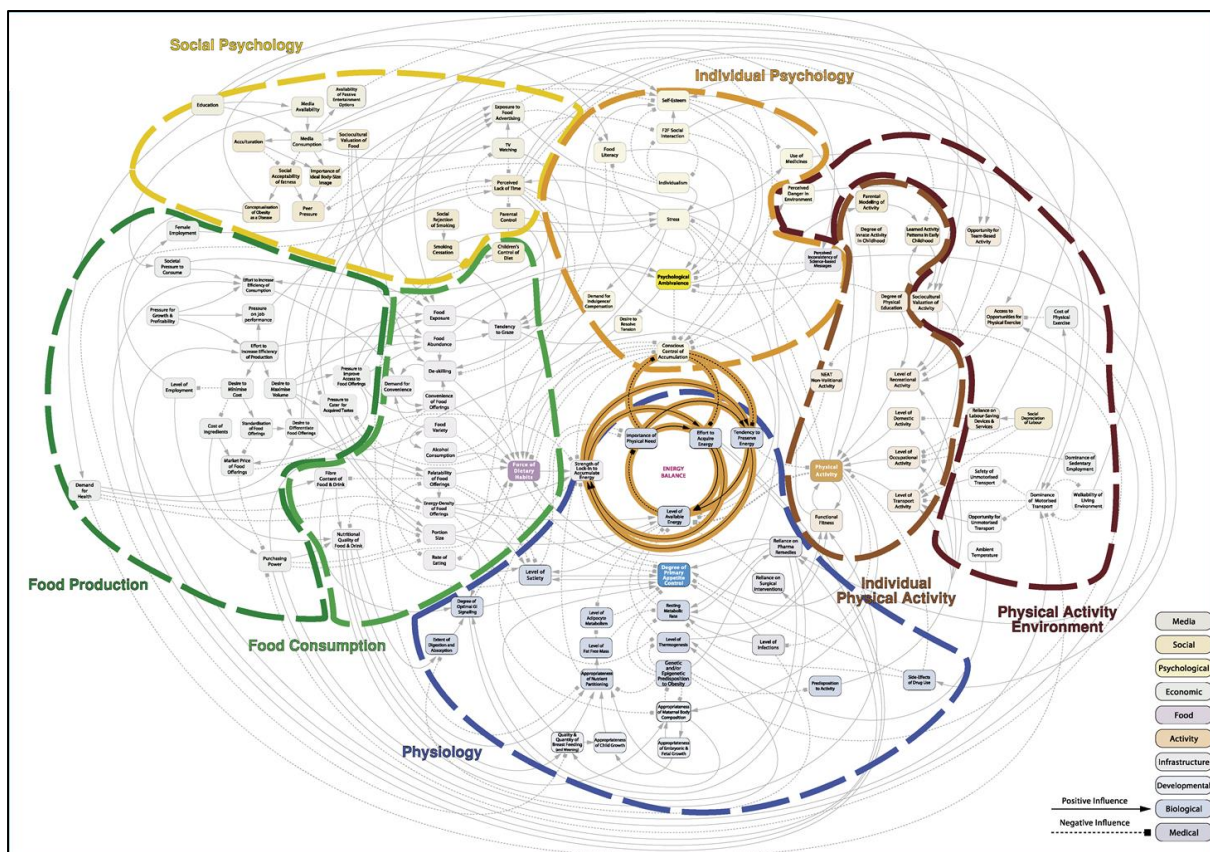 Social Psychology
Individual Psychology
Education
Media
Availability
Availability
of Passive
Entertainment
Options
Acculturation
Media
Consumption
Sociocultural
Valuation of
Food
Social
Acceptability
of fatness
Importance of
Ideal Body-Size
Image
Conceptualisation
of Obesity
as a Disease
Peer
Pressure
Exposure to
Food
Advertising
TV
Watching
Perceived
Lack of Time
Parental
Control
Social
Rejection
of Smoking
Smoking
Cessation
Children's
Control of
Diet
Self-Esteem
F2F Social
Interaction
Food
Literacy
Individualism
Stress
Use of
Medicines
Perceived
Danger in
Environment
Perceived
Inconsistency of
Science-based
Messages
Psychological
Ambivalence
Demand for
Indulgence/
Compensation
Desire to
Resolve
Tension
Conscious
Control of
Accumulation
Parental
Modelling of
Activity
Degree of
Innate Activity
in Childhood
Learned Activity
Patterns in Early
Childhood
Opportunity for
Team-Based
Activity
Degree of
Physical
Education
Sociocultural
Valuation of
Activity
Access to
Opportunities for
Physical Exercise
Cost of
Physical
Exercise
Female
Employment
Societal
Pressure to
Consume
Effort to Increase
Efficiency of
Consumption
Pressure for
Growth &
Profitability
Pressure
on Job
performance
Effort to
Increase Efficiency
of Production
Level of
Employment
Desire to
Minimise
Cost
Desire to
Maximise
Volume
Pressure to
Improve
Access to
Food Offerings
Pressure to
Cater for
Acquired Tastes
Cost of
Ingredients
Standardisation
of Food
Offerings
Desire to
Differentiate
Food Offerings
Market Price
of Food
Offerings
Demand
for
Health
Fibre
Content of
Food & Drink
Nutritional
Quality of
Food & Drink
Purchasing
Power
Food
Exposure
Food
Abundance
Tendency
to Graze
De-skilling
Demand for
Convenience
Convenience
of Food
Offerings
Food
Variety
Alcohol
Consumption
Palatability
of Food
Offerings
Energy-Density
of Food
Offerings
Portion
Size
Rate of
Eating
Force of
Dietary
Habits
Strength of
Lock-In to
Accumulate
Energy
Importance of
Physical Need
Effort to
Acquire
Energy
Tendency to
Preserve
Energy
ENERGY
BALANCE
Level of
Available
Energy
NEAT
Non-Volitional
Activity
Level of
Recreational
Activity
Level of
Domestic
Activity
Reliance on
Labour-Saving
Devices &
Services
Social
Depreciation
of Labour
Physical
Activity
Level of
Occupational
Activity
Level of
Transport
Activity
Functional
Fitness
Safety of
Unmotorised
Transport
Dominance of
Sedentary
Employment
Dominance
of Motorised
Transport
Walkability of
Living
Environment
Opportunity for
Unmotorised
Transport
Ambient
Temperature
Food Production
Food Consumption
Individual
Physical Activity
Physical Activity
Environment
Level of
Satiety
Degree of
Primary
Appetite
Control
Reliance on
Pharma
Remedies
Reliance on
Surgical
Interventions
Degree of
Optimal GI
Signalling
Level of
Adipocyte
Metabolism
Resting
Metabolic
Rate
Extent of
Digestion and
Absorption
Level of
Fat Free Mass
Level of
Thermogenesis
Level of
Infections
Appropriateness
of Nutrient
Partitioning
Genetic
and/or
Epigenetic
Predisposition
to Obesity
Predisposition
to Activity
Side-Effects
of Drug Use
Appropriateness
of Maternal Body
Composition
Quality &
Quantity of
Breast Feeding
and Weaning
Appropriateness
of Child Growth
Appropriateness
of Embryonic &
Fetal Growth
Physiology
Media
Social
Psychological
Economic
Food
Activity
Infrastructure
Developmental
Biological
Medical
Positive Influence
Negative Influence